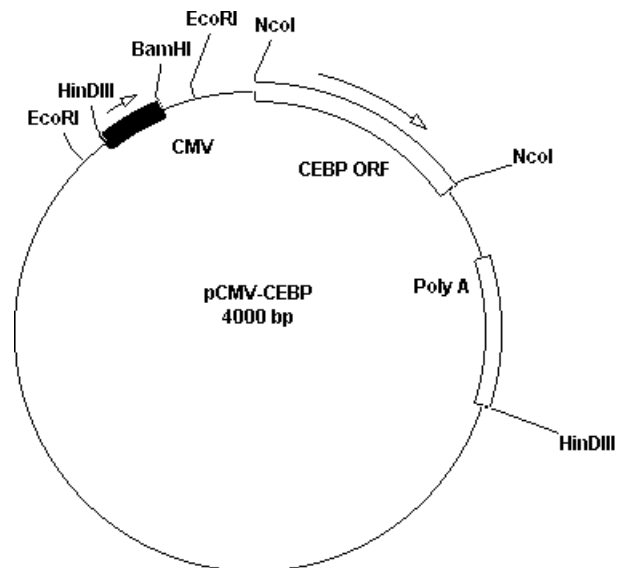 EcoRI
NcoI
BamHI
HinDIII
EcoRI
CMV
NcoI
CEBP ORF
Poly A
pCMV-CEBP
4000 bp
HinDIII